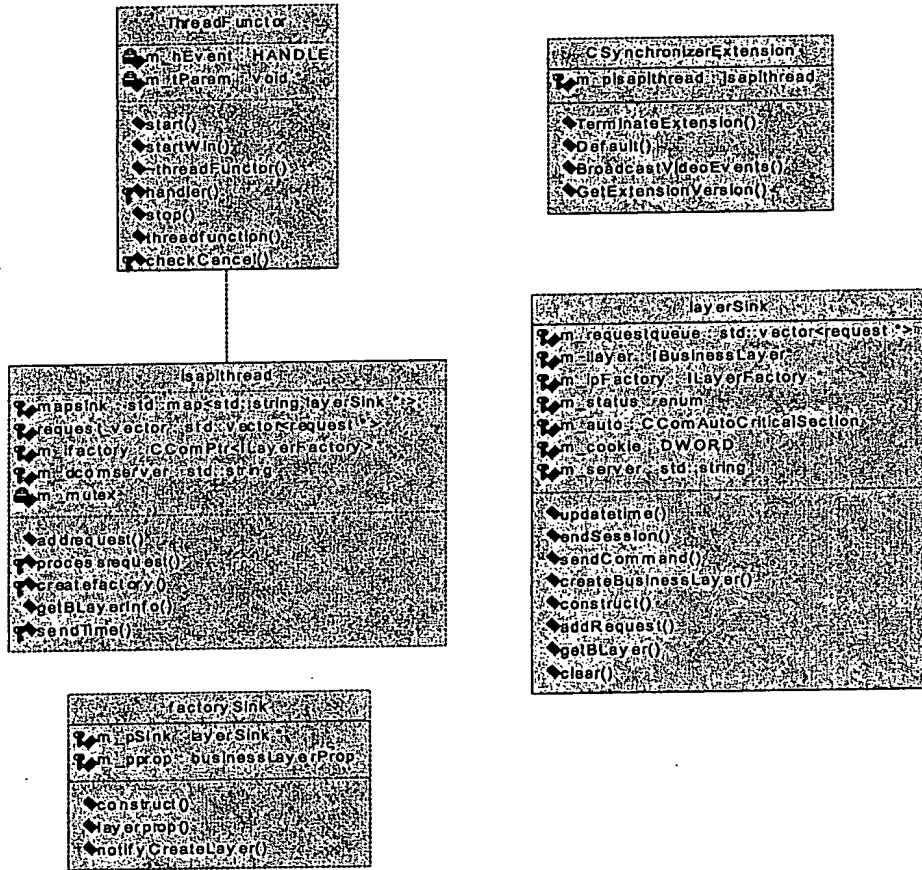 ThreadFunctor
m_hEvent : HANDLE
m_tParam : void *
start()
startWin()
~threadFunctor()
handler()
stop()
threadfunction()
checkCancel()
CSynchronizerExtension
m_pIsapithread : Isapithread
TerminateExtension()
Default()
BroadcastVideoEvents()
GetExtensionVersion()
Isapithread
mapsink : std::map<std::string,layerSink *>
request_vector : std::vector<request *>
m_ifactory : CComPtr<ILayerFactory>
m_dcomserver : std::string
m_mutex
addrequest()
processrequest()
createfactory()
getBLayerInfo()
sendTime()
layerSink
m_requestqueue : std::vector<request *>
m_ilayer : IBusinessLayer
m_ipFactory : ILayerFactory *
m_status : enum
m_auto : CComAutoCriticalSection
m_cookie : DWORD
m_server : std::string
updatetime()
endSession()
sendCommand()
createBusinessLayer()
construct()
addRequest()
getBLayer()
clear()
factorySink
m_pSink : layerSink *
m_pprop : businessLayerProp
construct()
layerprop()
notifyCreateLayer()